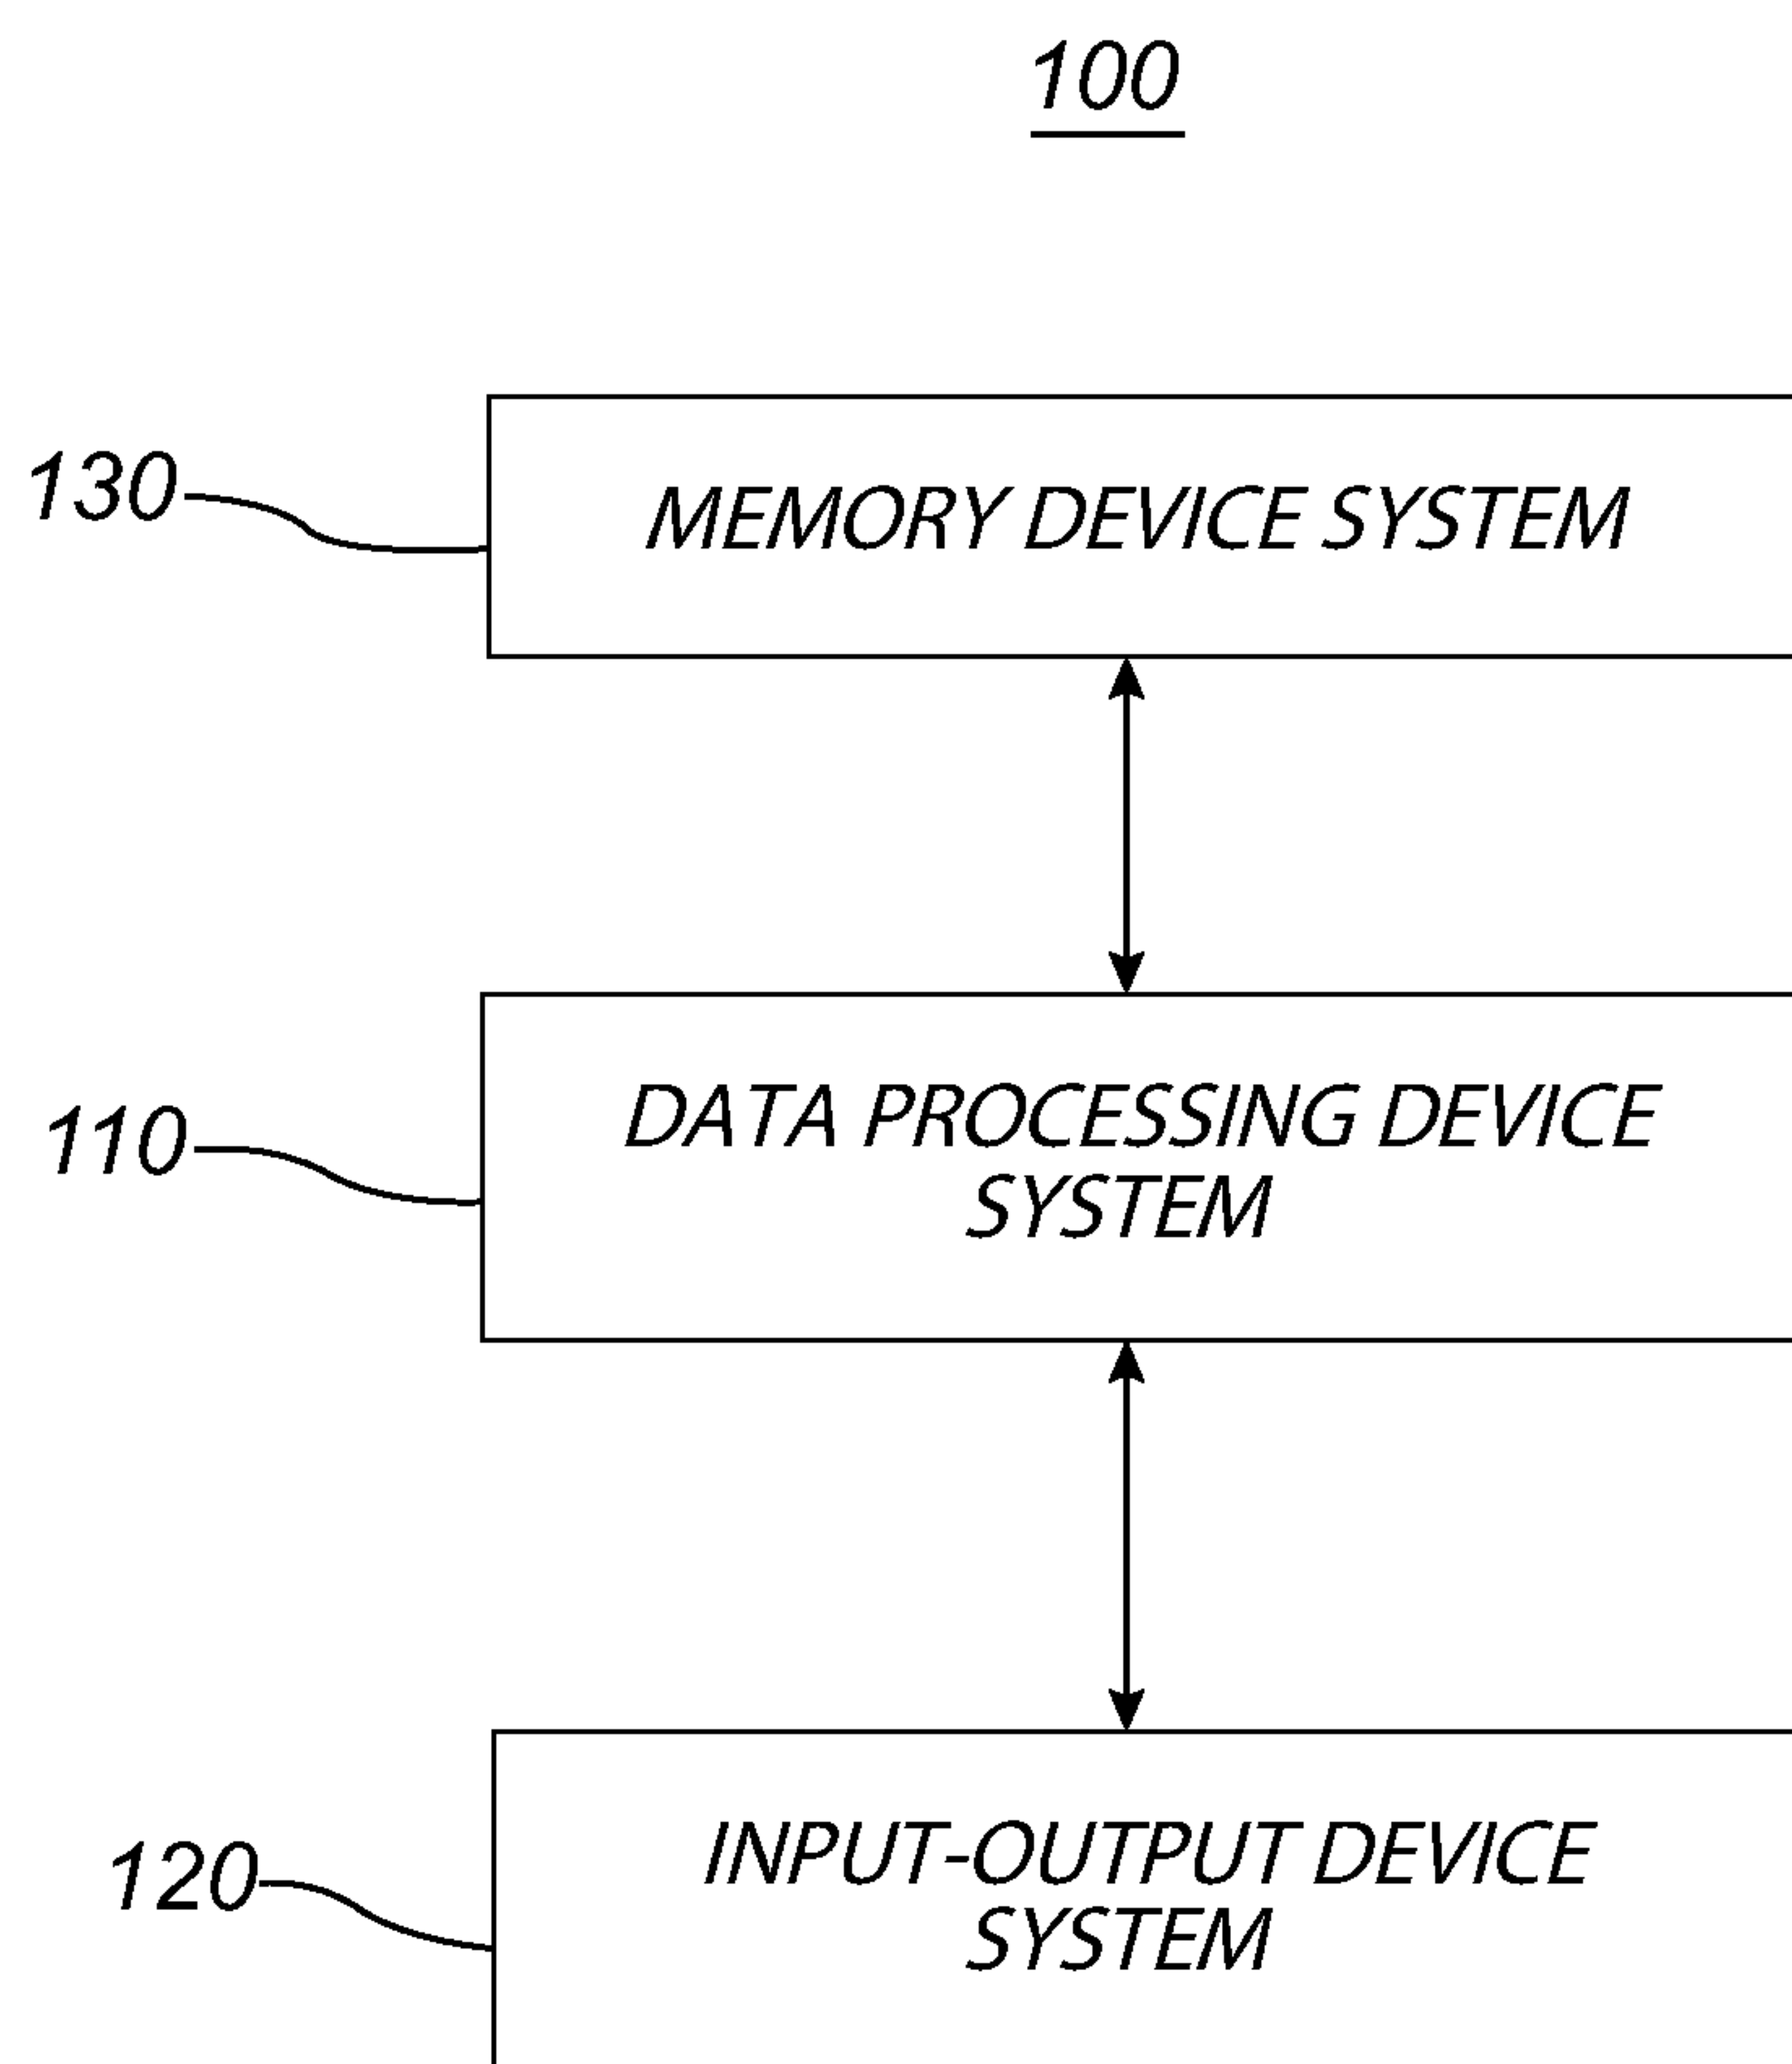 100
130
MEMORY DEVICE SYSTEM
110
DATA PROCESSING DEVICE
SYSTEM
120
INPUT-OUTPUT DEVICE
SYSTEM